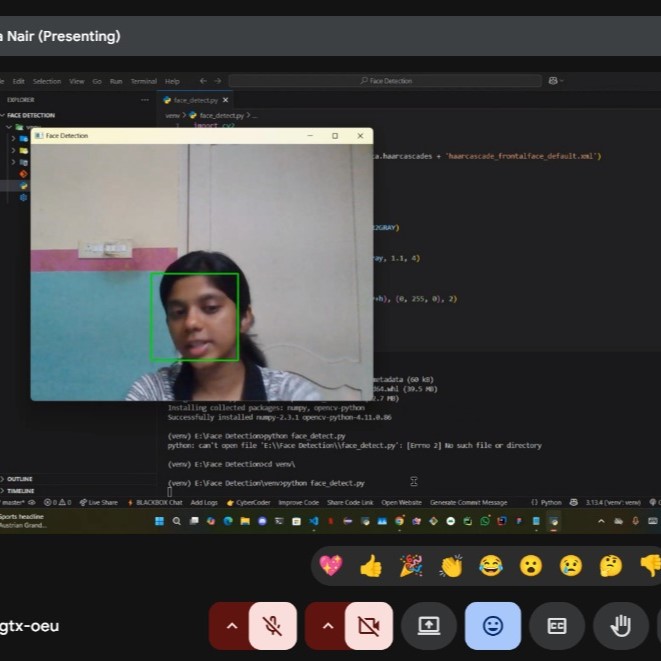 Nair (Presenting)
Edit Selection View Go Run Terminal Help
Face Detection
EXPLORER
face_detect.py
FACE DETECTION
venv > face_detect.py > ...
import cv2
Face Detection
.haarcascades + 'haarcascade_frontalface_default.xml')
2GRAY)
1.1, 4)
(0, 255, 0), 2)
metadata (60 kB)
(39.5 MB)
MB)
Installing collected packages: numpy, opencv-python
Successfully installed numpy-2.3.1 opencv-python-4.11.0.86
(venv) E:\Face Detection>python face_detect.py
python: can't open file 'E:\\Face Detection\\face_detect.py': [Errno 2] No such file or directory
(venv) E:\Face Detection>cd venv\
(venv) E:\Face Detection\venv>python face_detect.py
OUTLINE
TIMELINE
master* 0 0 Live Share BLACKBOX Chat Add Logs CyberCoder Improve Code Share Code Link Open Website Generate Commit Message {} Python 3.13.4 ('venv': venv)
Sports headline
Austrian Grand...
gtx-oeu